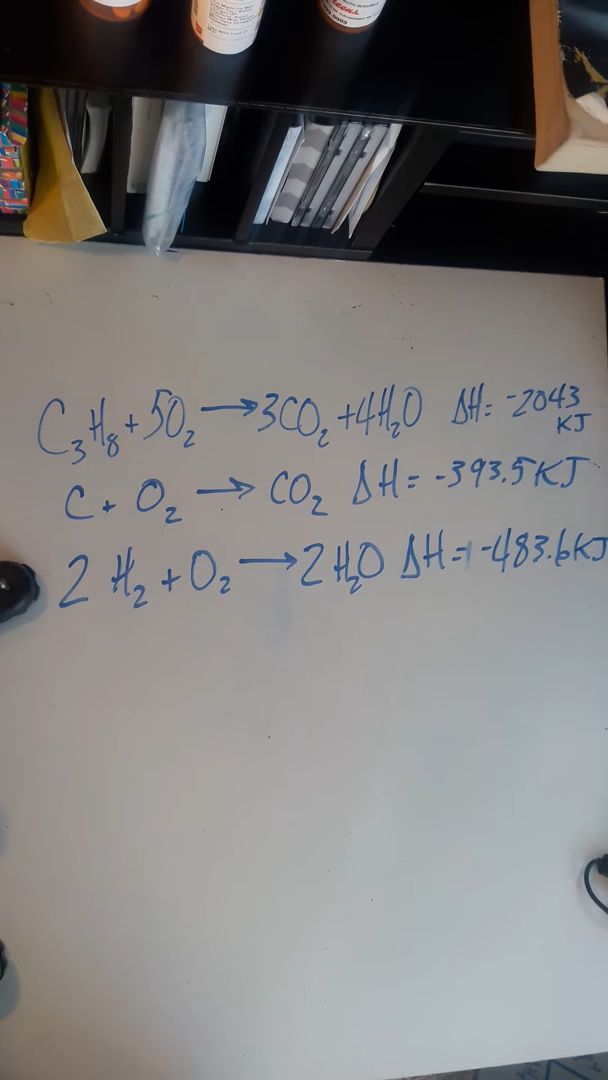 C₃H₈ + 5O₂ → 3CO₂ + 4H₂O ΔH = -2043 KJ
C + O₂ → CO₂ ΔH = -393.5 KJ
2 H₂ + O₂ → 2 H₂O ΔH = -483.6 KJ